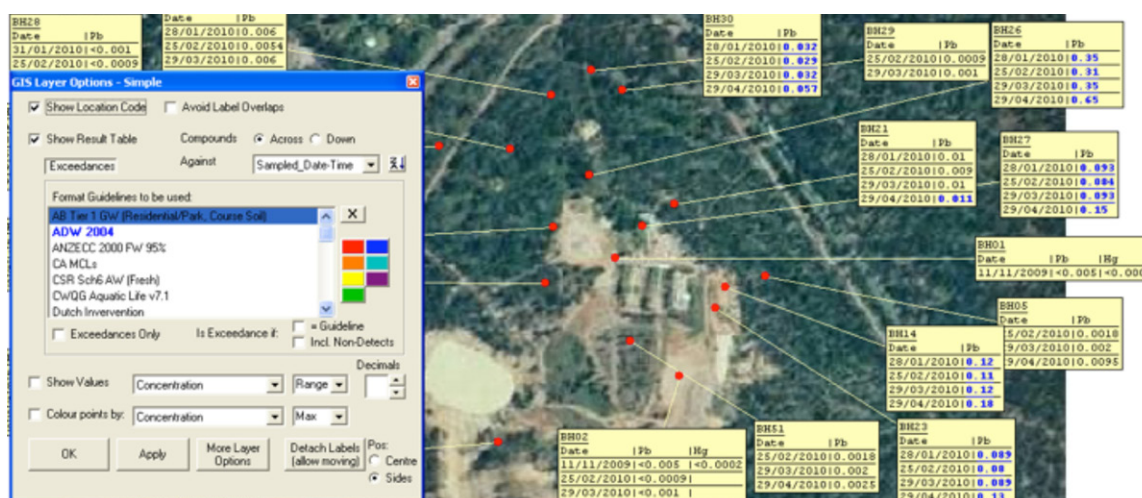 BH28
Date |Pb
31/01/2010|<0.001
25/02/2010|<0.0009
Date |Pb
28/01/2010|0.006
25/02/2010|0.0054
29/03/2010|0.006
BH30
Date |Pb
28/01/2010|0.032
25/02/2010|0.029
29/03/2010|0.032
29/04/2010|0.057
BH29
Date |Pb
25/02/2010|0.0009
29/03/2010|0.001
BH26
Date |Pb
28/01/2010|0.35
25/02/2010|0.31
29/03/2010|0.35
29/04/2010|0.65
GIS Layer Options - Simple
Show Location Code Avoid Label Overlaps
Show Result Table Compounds Across Down
Exceedances Against Sampled_Date-Time
Format Guidelines to be used:
AB Tier 1 GW (Residential/Park, Course Soil)
ADW 2004
ANZECC 2000 FW 95%
CA MCLs
CSR Sch6 AW (Fresh)
CWQG Aquatic Life v7.1
Dutch Invervention
Exceedances Only Is Exceedance if: = Guideline
Incl. Non-Detects
Decimals
Show Values Concentration Range
Colour points by: Concentration Max
OK Apply More Layer Options Detach Labels (allow moving) Pos:
Centre
Sides
BH21
Date |Pb
28/01/2010|0.01
25/02/2010|0.009
29/03/2010|0.01
29/04/2010|0.011
BH27
Date |Pb
28/01/2010|0.093
25/02/2010|0.084
29/03/2010|0.093
29/04/2010|0.15
BH01
Date |Pb |Hg
11/11/2009|<0.005|
BH05
Date |Pb
25/02/2010|0.0018
29/03/2010|0.002
29/04/2010|0.0095
BH14
Date |Pb
28/01/2010|0.12
25/02/2010|0.11
29/03/2010|0.12
29/04/2010|0.18
BH02
Date |Pb |Hg
11/11/2009|<0.005 |<0.0002
25/02/2010|<0.0009|
29/03/2010|<0.001 |
BH51
Date |Pb
25/02/2010|0.0018
29/03/2010|0.002
29/04/2010|0.0025
BH23
Date |Pb
28/01/2010|0.089
25/02/2010|0.08
29/03/2010|0.089
29/04/2010|0.13